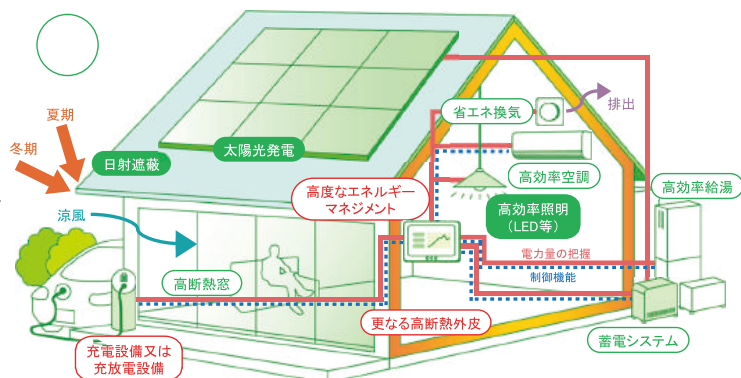 夏期
冬期
日射遮蔽
太陽光発電
省エネ換気
排出
高効率空調
高度なエネルギー
マネジメント
高効率照明
(LED等)
高効率給湯
涼風
電力量の把握
制御機能
高断熱窓
更なる高断熱外皮
蓄電システム
充電設備又は
充放電設備